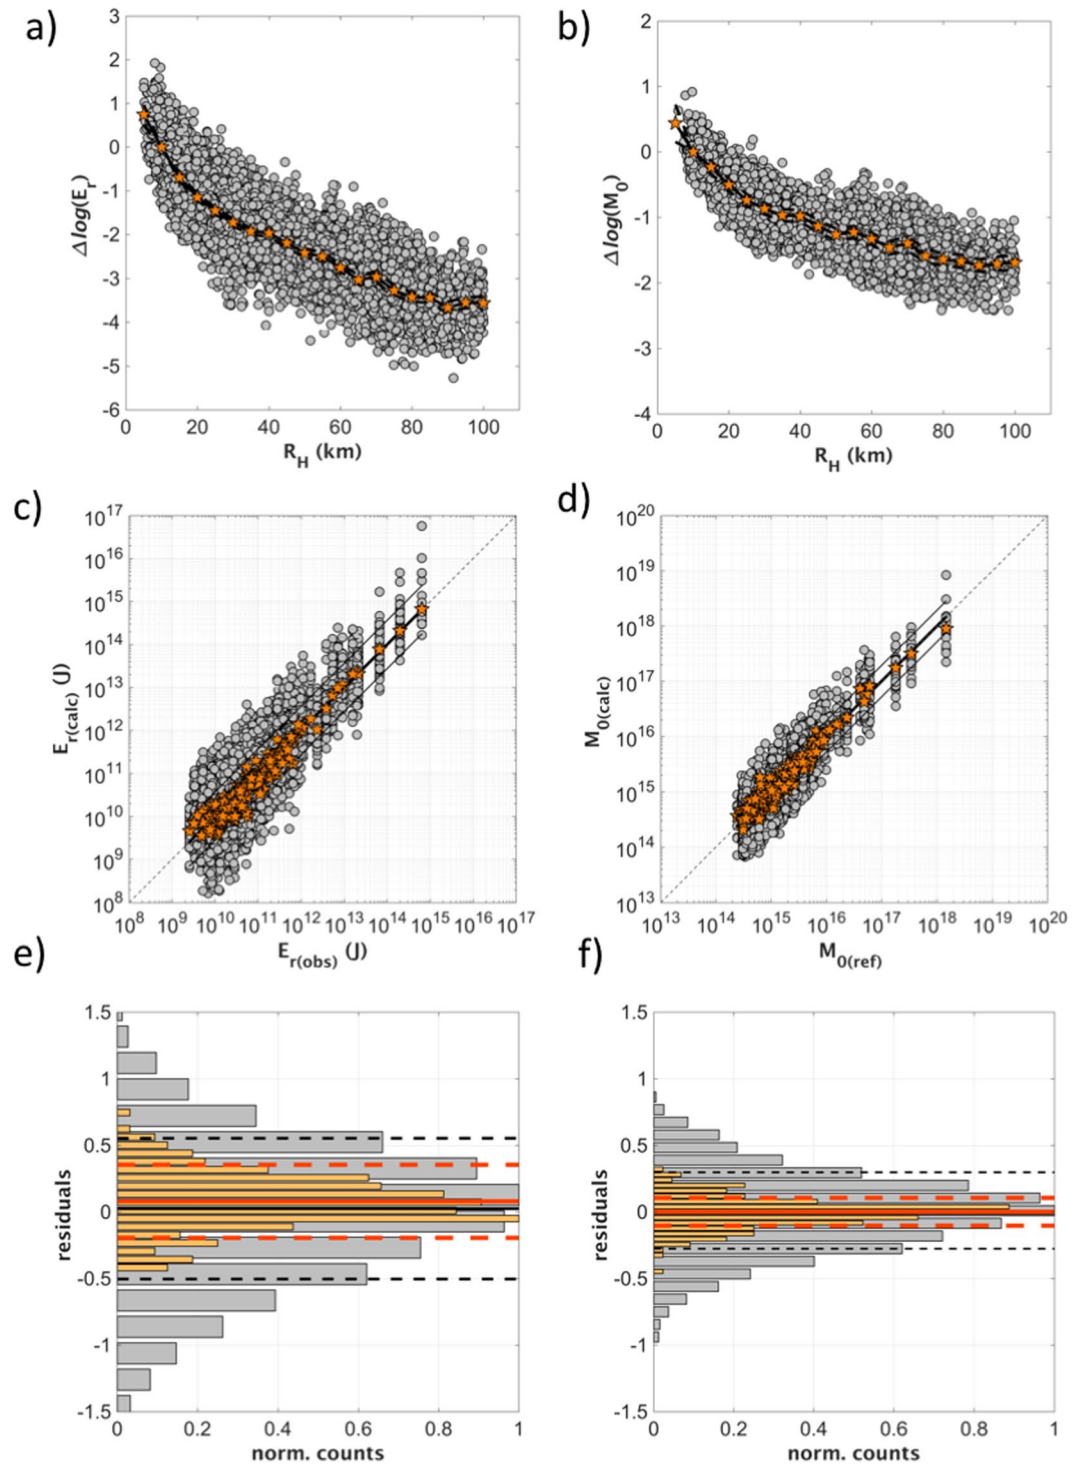 a)
3
2
1
0
-1
-2
-3
-4
-5
-6
Δlog(E_r)
0 20 40 60 80 100
R_H (km)
b)
2
1
0
-1
-2
-3
-4
Δlog(M_0)
0 20 40 60 80 100
R_H (km)
c)
10^17
10^16
10^15
10^14
10^13
10^12
10^11
10^10
10^9
10^8
E_r(calc) (J)
10^8 10^9 10^10 10^11 10^12 10^13 10^14 10^15 10^16 10^17
E_r(obs) (J)
d)
10^20
10^19
10^18
10^17
10^16
10^15
10^14
10^13
M_0(calc)
10^13 10^14 10^15 10^16 10^17 10^18 10^19 10^20
M_0(ref)
e)
1.5
1
0.5
0
-0.5
-1
-1.5
residuals
0 0.2 0.4 0.6 0.8 1
norm. counts
f)
1.5
1
0.5
0
-0.5
-1
-1.5
residuals
0 0.2 0.4 0.6 0.8 1
norm. counts